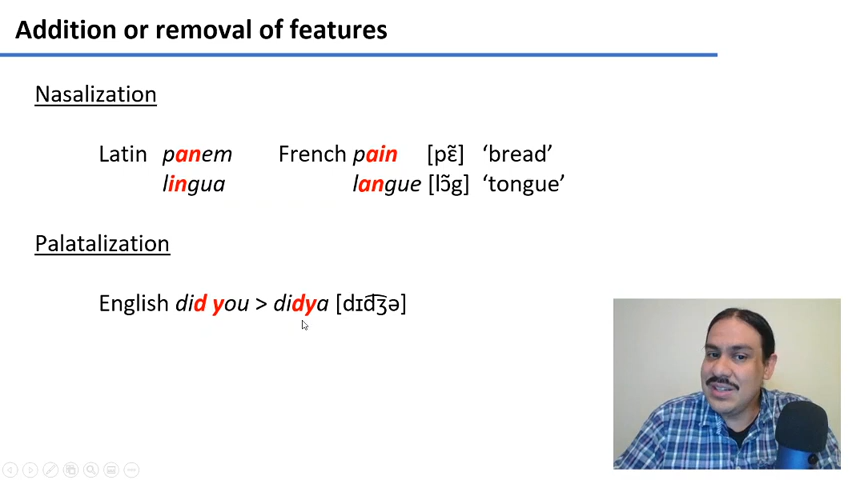 Addition or removal of features
Nasalization
Latin panem French pain [pɛ̃] ‘bread’
lingua langue [lɔ̃g] ‘tongue’
Palatalization
English did you > didya [dɪd͡ʒə]